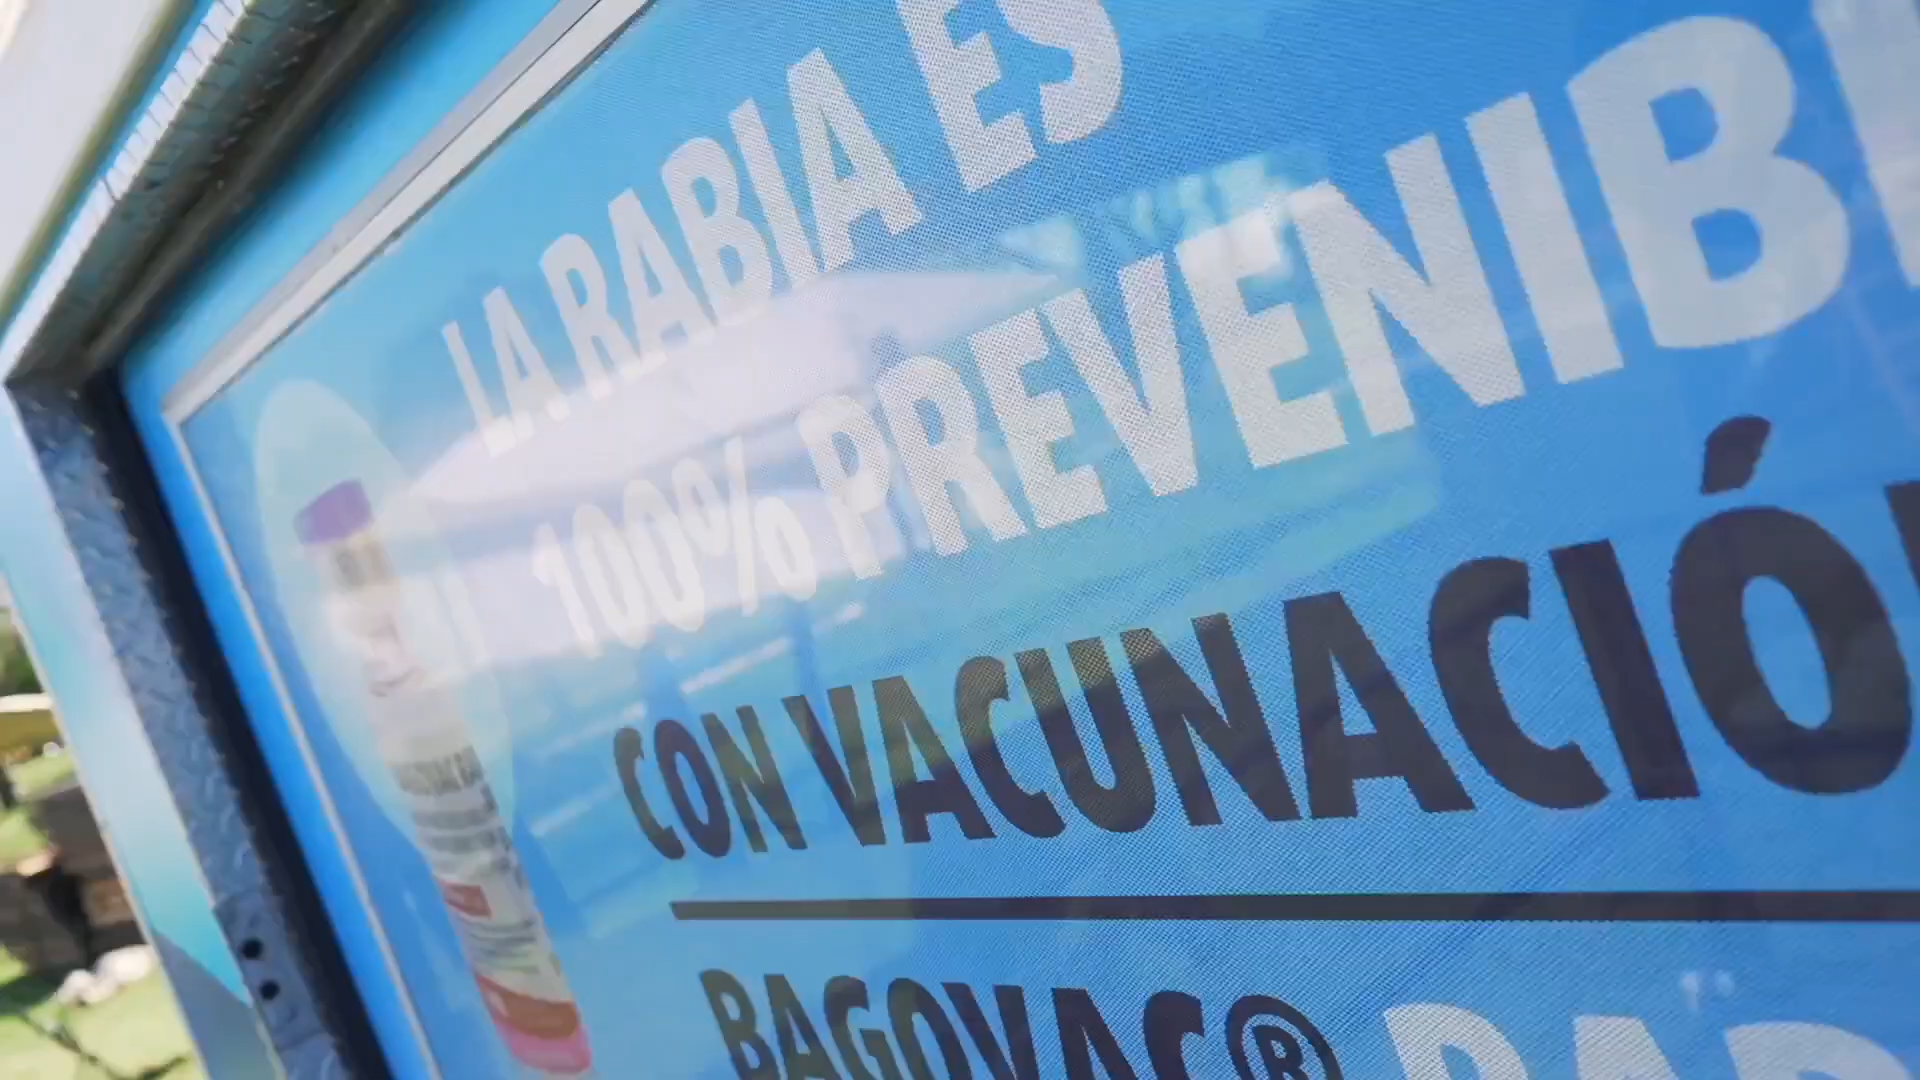 LA RABIA ES
100% PREVENIB
CON VACUNACIÓ
BAGOVAC®